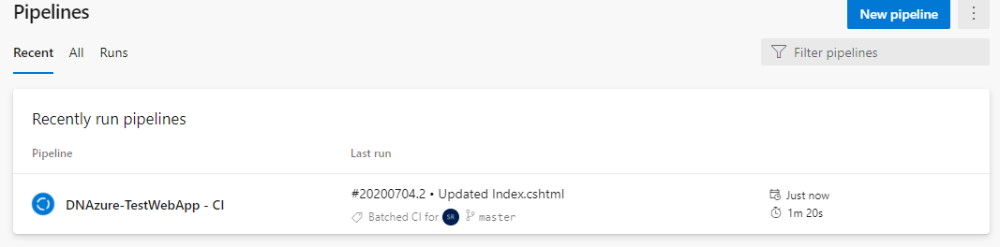 Pipelines
New pipeline
Recent All Runs
Filter pipelines
Recently run pipelines
Pipeline Last run
DNAzure-TestWebApp - CI
#20200704.2 • Updated Index.cshtml
Batched CI for SR master
Just now
1m 20s